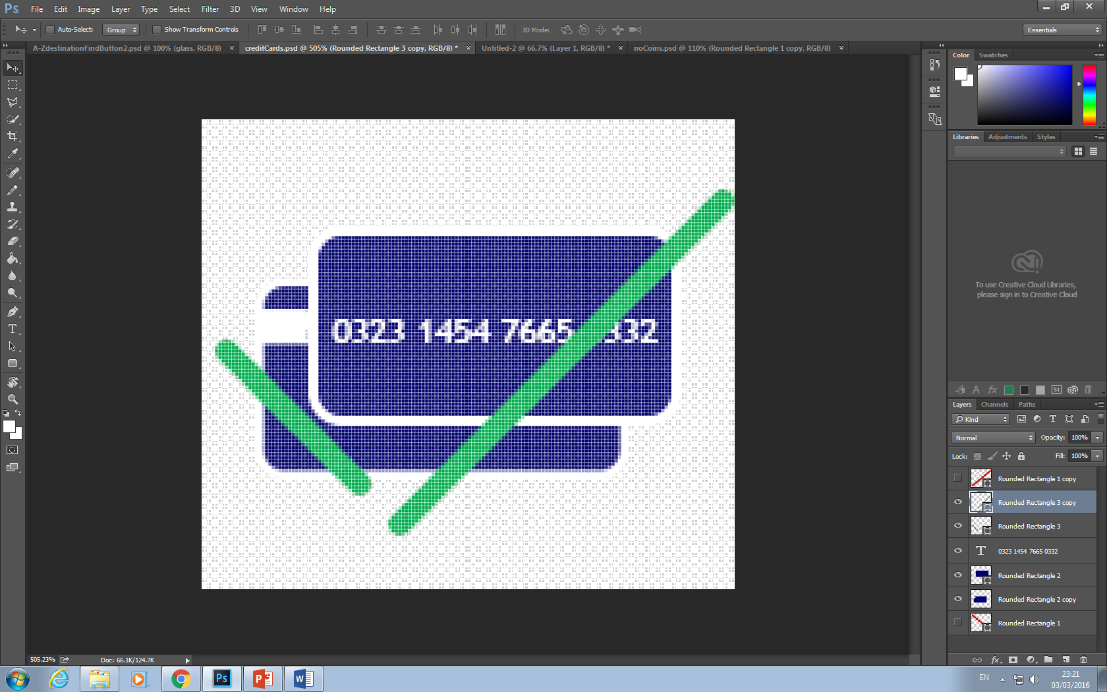 Ps File Edit Image Layer Type Select Filter 3D View Window Help
Auto-Select: Group Show Transform Controls 3D Mode: Essentials
A-ZdestinationFindButton2.psd @ 100% (glass, RGB/8) × creditCards.psd @ 505% (Rounded Rectangle 3 copy, RGB/8) * × Untitled-2 @ 66.7% (Layer 1, RGB/8) * × noCoins.psd @ 110% (Rounded Rectangle 1 copy, RGB/8) ×
Color Swatches
Libraries Adjustments Styles
To use Creative Cloud Libraries,
please sign in to Creative Cloud
0323 1454 7665 332
Layers Channels Paths
Kind
Normal Opacity: 100%
Lock: Fill: 100%
Rounded Rectangle 1 copy
Rounded Rectangle 3 copy
Rounded Rectangle 3
T 0323 1454 7665 0332
Rounded Rectangle 2
Rounded Rectangle 2 copy
Rounded Rectangle 1
505.23% Doc: 66.1K/124.7K
EN 23:21
03/03/2016